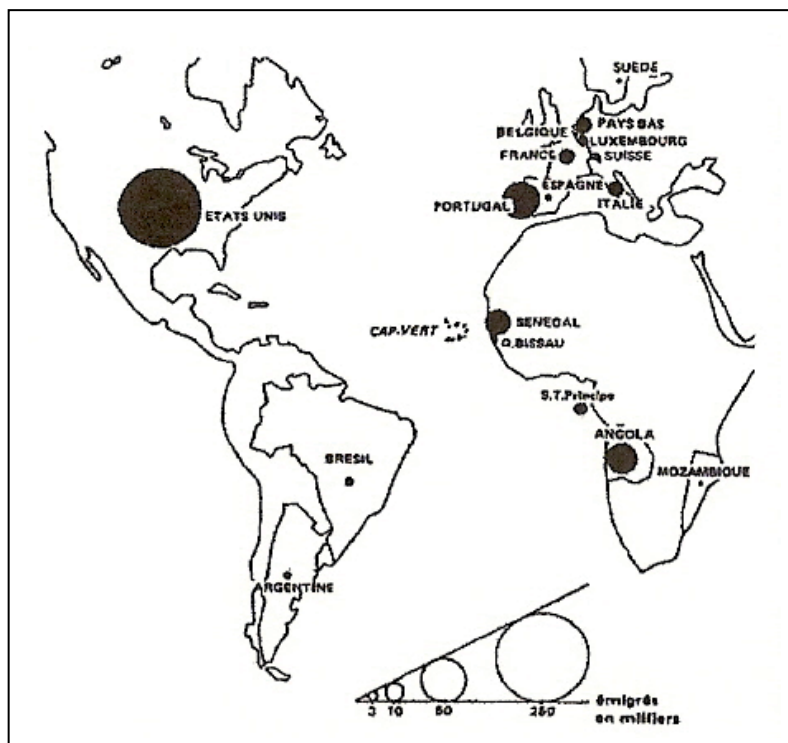 SUEDE
PAYS BAS
BELGIQUE
LUXEMBOURG
FRANCE
SUISSE
ESPAGNE
ITALIE
PORTUGAL
ETATS UNIS
SENEGAL
CAP-VERT
G.BISSAU
S.T.Principe
ANGOLA
BRESIL
MOZAMBIQUE
ARGENTINE
3 10 50 250
émigrés
en milliers